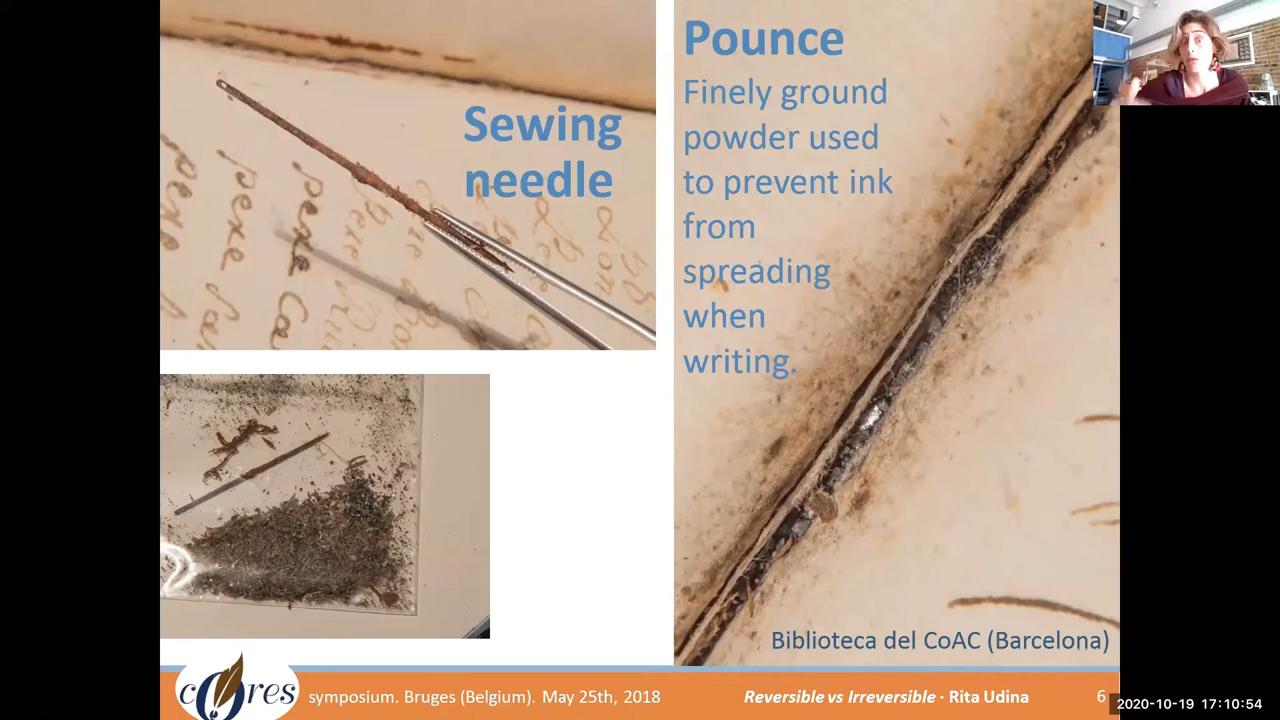 Sewing
needle
Pounce
Finely ground
powder used
to prevent ink
from
spreading
when
writing.
Biblioteca del CoAC (Barcelona)
cOres
symposium. Bruges (Belgium). May 25th, 2018
Reversible vs Irreversible · Rita Udina
6
2020-10-19 17:10:54